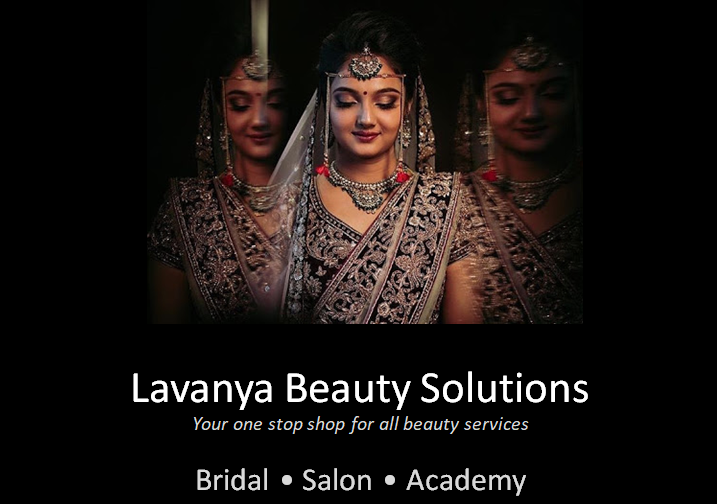 Lavanya Beauty Solutions
Your one stop shop for all beauty services
Bridal • Salon • Academy